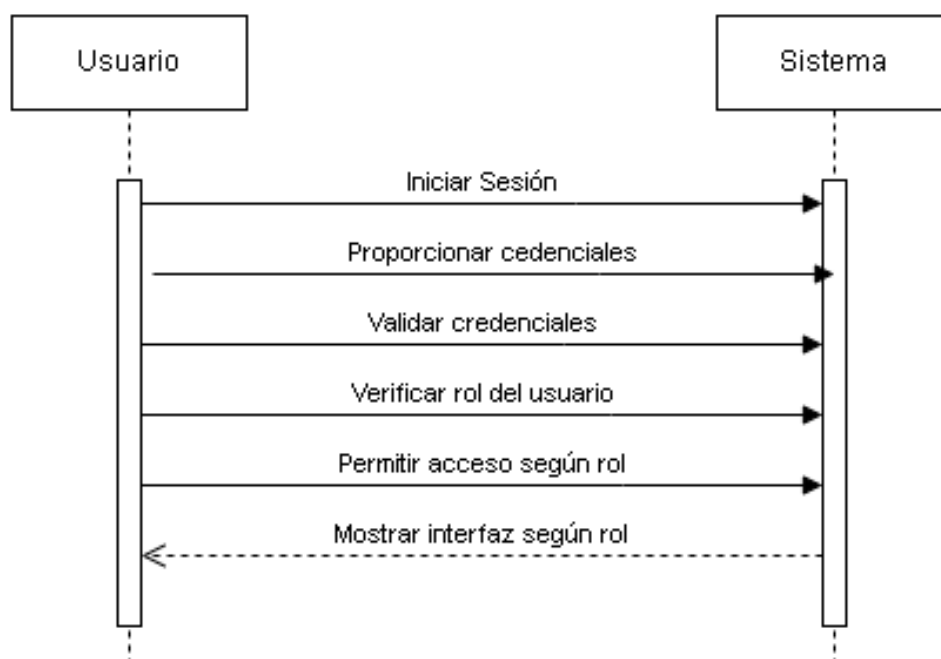 Usuario
Sistema
Iniciar Sesión
Proporcionar cedenciales
Validar credenciales
Verificar rol del usuario
Permitir acceso según rol
Mostrar interfaz según rol